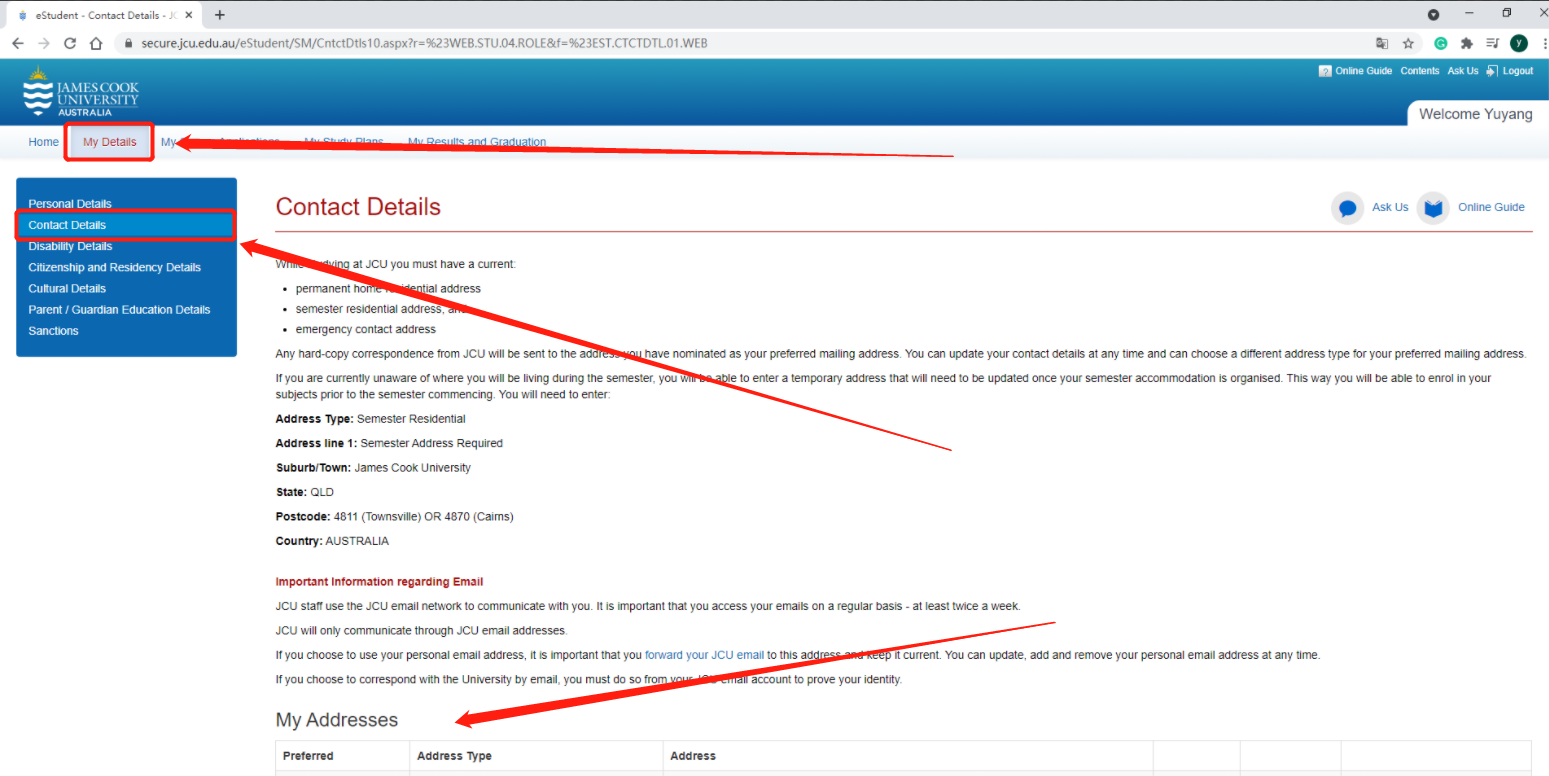 eStudent - Contact Details - JC
secure.jcu.edu.au/eStudent/SM/CntctDtls10.aspx?r=%23WEB.STU.04.ROLE&f=%23EST.CTCTDTL.01.WEB
y
? Online Guide Contents Ask Us Logout
JAMES COOK
UNIVERSITY
AUSTRALIA
Welcome Yuyang
Home My Details My Applications My Study Plans My Results and Graduation
Personal Details
Contact Details
Disability Details
Citizenship and Residency Details
Cultural Details
Parent / Guardian Education Details
Sanctions
Contact Details
Ask Us Online Guide
While studying at JCU you must have a current:
• permanent home residential address
• semester residential address, and
• emergency contact address
Any hard-copy correspondence from JCU will be sent to the address you have nominated as your preferred mailing address. You can update your contact details at any time and can choose a different address type for your preferred mailing address.
If you are currently unaware of where you will be living during the semester, you will be able to enter a temporary address that will need to be updated once your semester accommodation is organised. This way you will be able to enrol in your
subjects prior to the semester commencing. You will need to enter:
Address Type: Semester Residential
Address line 1: Semester Address Required
Suburb/Town: James Cook University
State: QLD
Postcode: 4811 (Townsville) OR 4870 (Cairns)
Country: AUSTRALIA
Important Information regarding Email
JCU staff use the JCU email network to communicate with you. It is important that you access your emails on a regular basis - at least twice a week.
JCU will only communicate through JCU email addresses.
If you choose to use your personal email address, it is important that you forward your JCU email to this address and keep it current. You can update, add and remove your personal email address at any time.
If you choose to correspond with the University by email, you must do so from your JCU email account to prove your identity.
My Addresses
Preferred Address Type Address